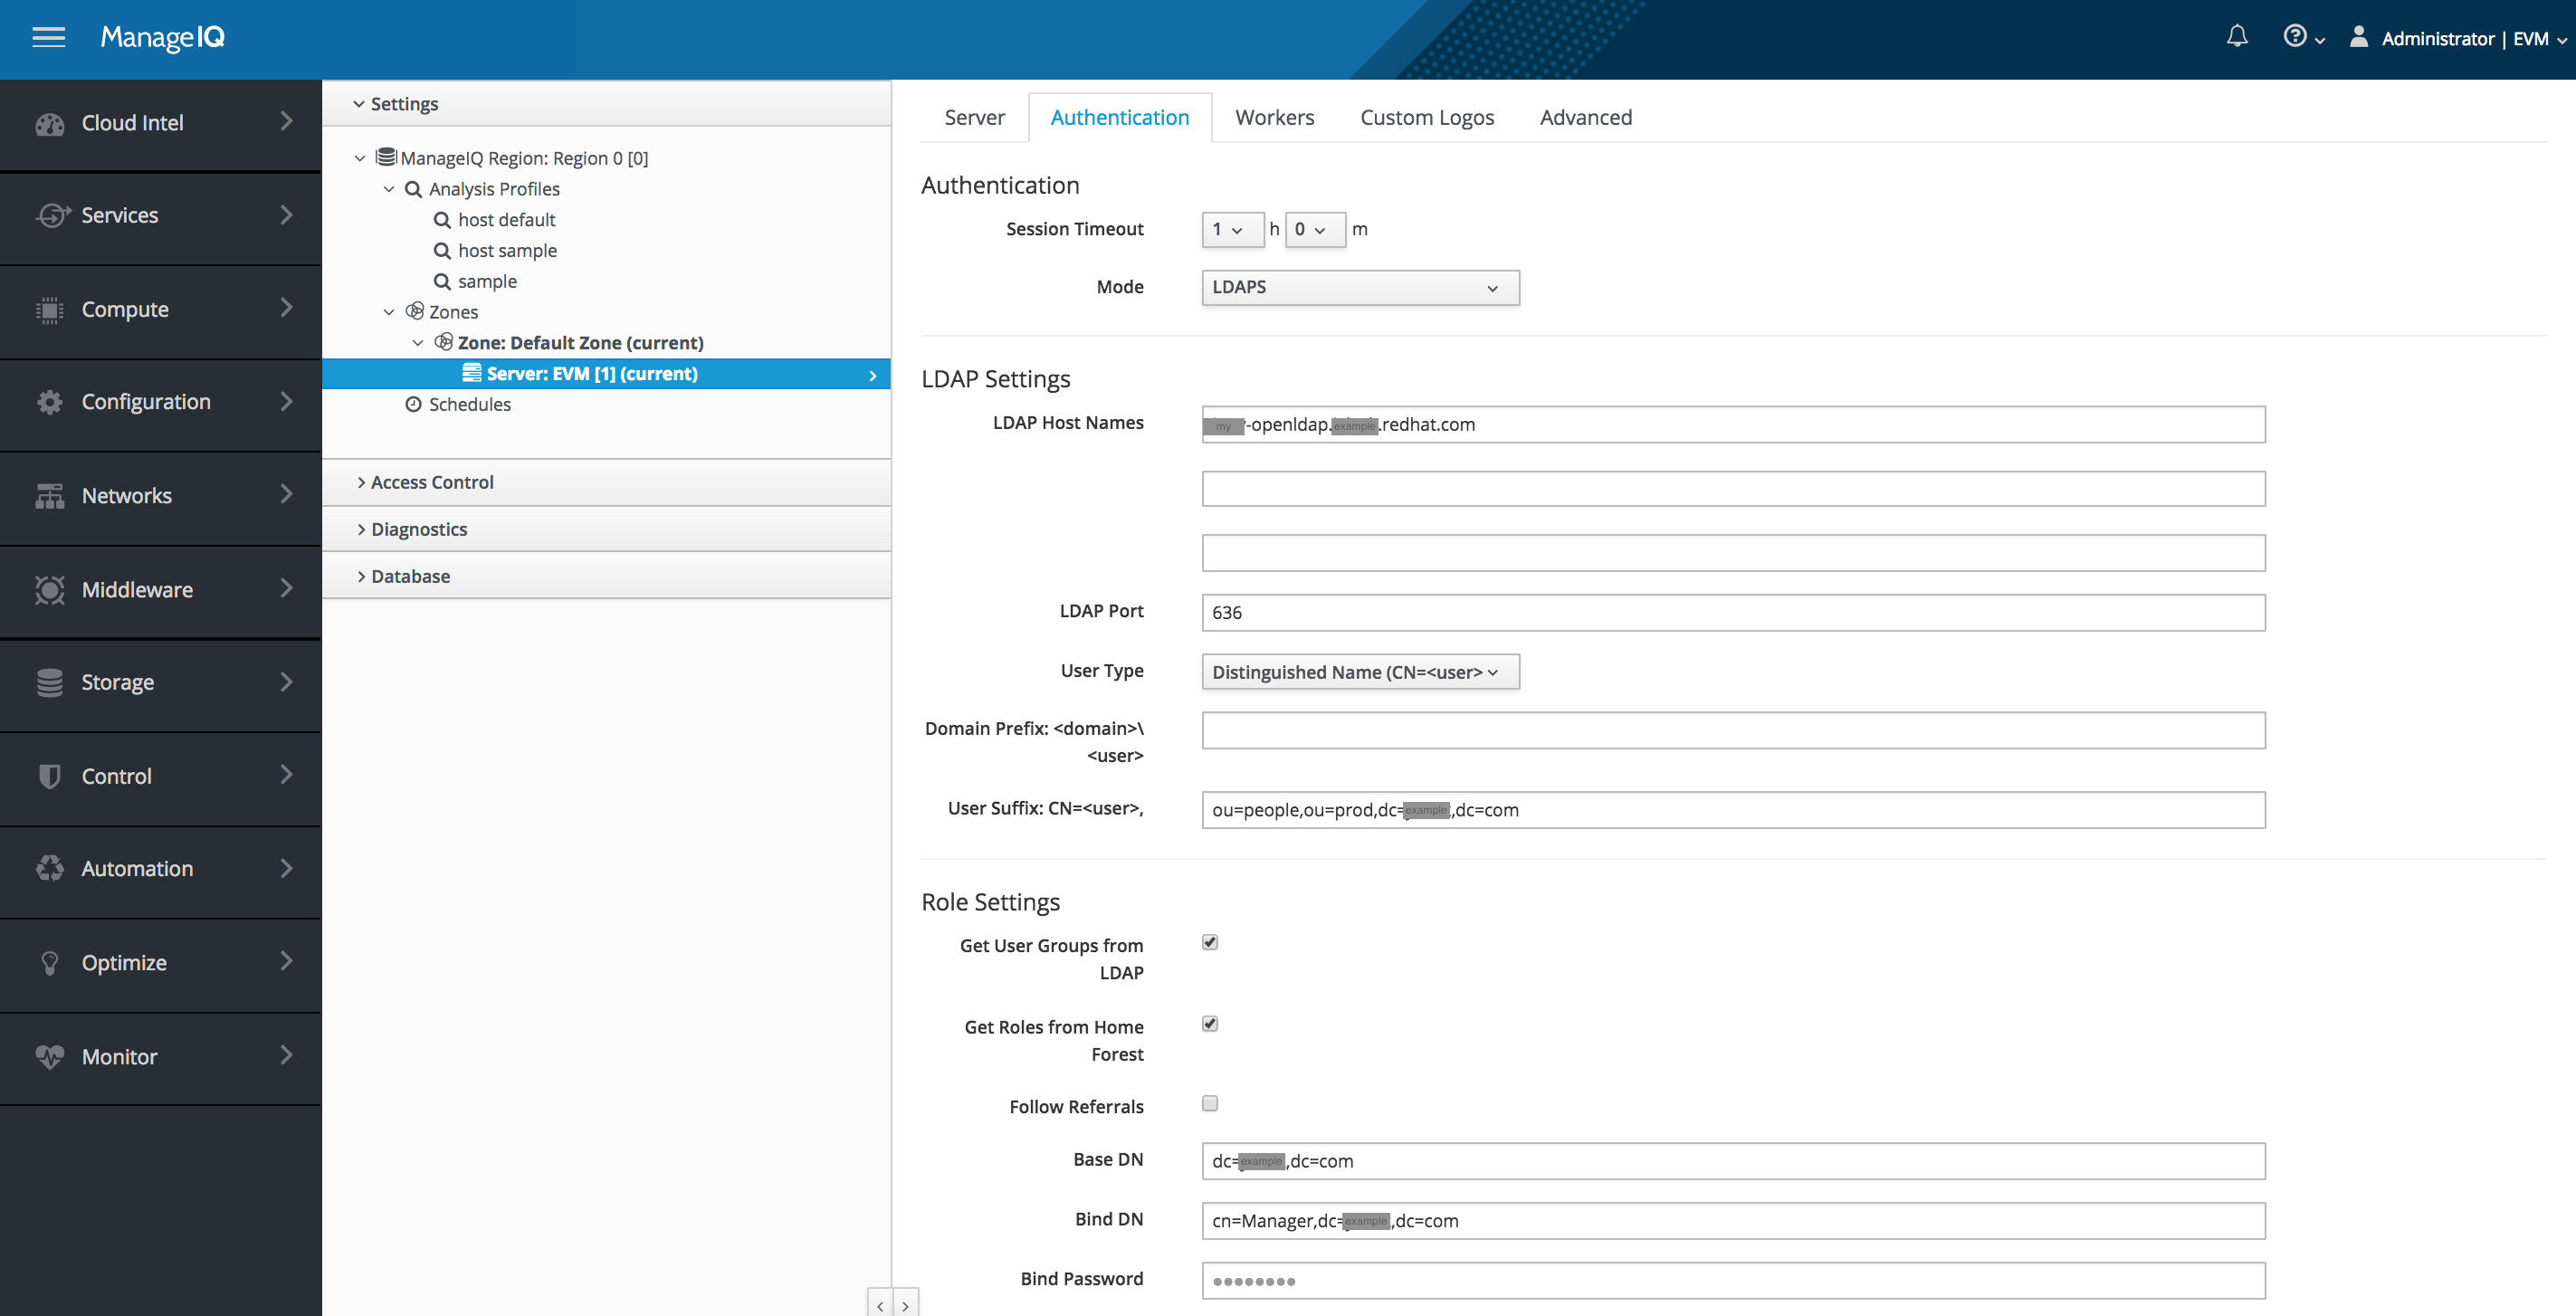 ManageIQ
Administrator | EVM
Cloud Intel
Services
Compute
Configuration
Networks
Middleware
Storage
Control
Automation
Optimize
Monitor
Settings
ManageIQ Region: Region 0 [0]
Analysis Profiles
host default
host sample
sample
Zones
Zone: Default Zone (current)
Server: EVM [1] (current)
Schedules
Access Control
Diagnostics
Database
Server Authentication Workers Custom Logos Advanced
Authentication
Session Timeout 1 h 0 m
Mode LDAPS
LDAP Settings
LDAP Host Names my-openldap.example.redhat.com
LDAP Port 636
User Type Distinguished Name (CN=<user>
Domain Prefix: <domain>\
<user>
User Suffix: CN=<user>, ou=people,ou=prod,dc=example,dc=com
Role Settings
Get User Groups from
LDAP
Get Roles from Home
Forest
Follow Referrals
Base DN dc=example,dc=com
Bind DN cn=Manager,dc=example,dc=com
Bind Password ●●●●●●●●